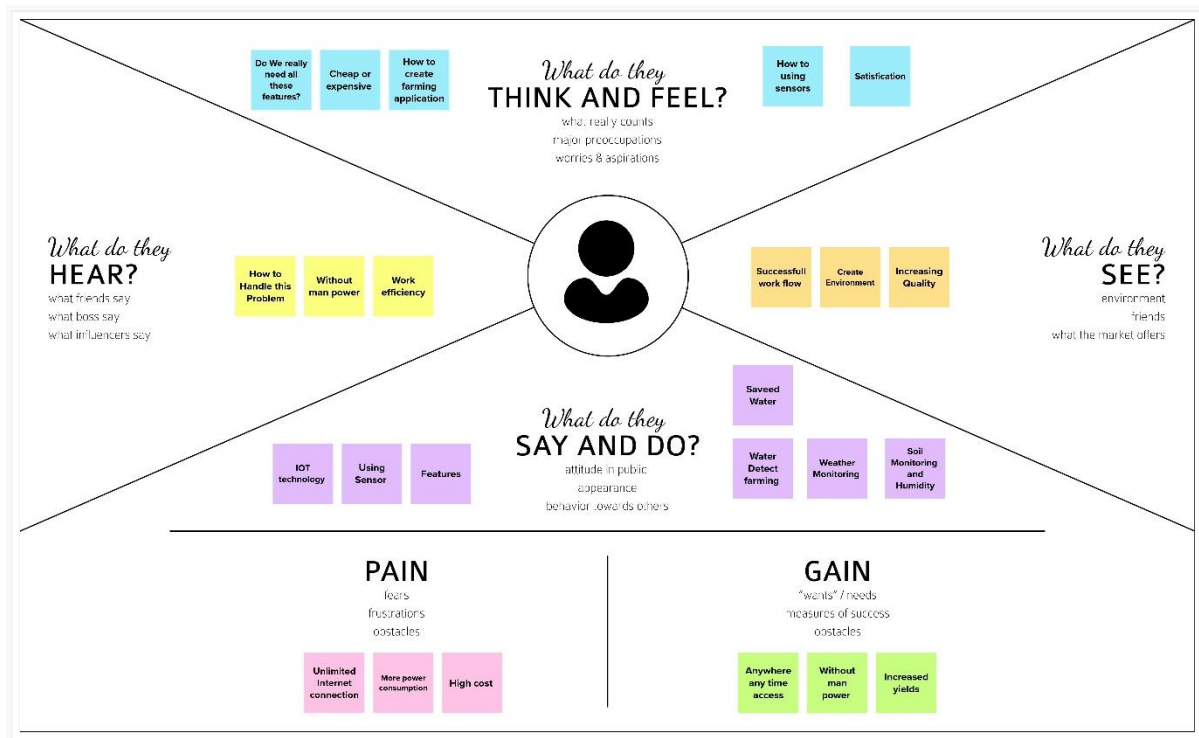 Do We really
need all
these
features?
Cheap or
expensive
How to
create
farming
application
What do they
THINK AND FEEL?
what really counts
major preoccupations
worries & aspirations
How to
using
sensors
Satisfication
What do they
HEAR?
what friends say
what boss say
what influencers say
How to
Handle this
Problem
Without
man power
Work
efficiency
Successfull
work flow
Create
Environment
Increasing
Quality
What do they
SEE?
environment
friends
what the market offers
What do they
SAY AND DO?
attitude in public
appearance
behavior towards others
IOT
technology
Using
Sensor
Features
Saveed
Water
Water
Detect
farming
Weather
Monitoring
Soil
Monitoring
and
Humidity
PAIN
fears
frustrations
obstacles
Unlimited
Internet
connection
More power
consumption
High cost
GAIN
"wants" / needs
measures of success
obstacles
Anywhere
any time
access
Without
man
power
Increased
yields